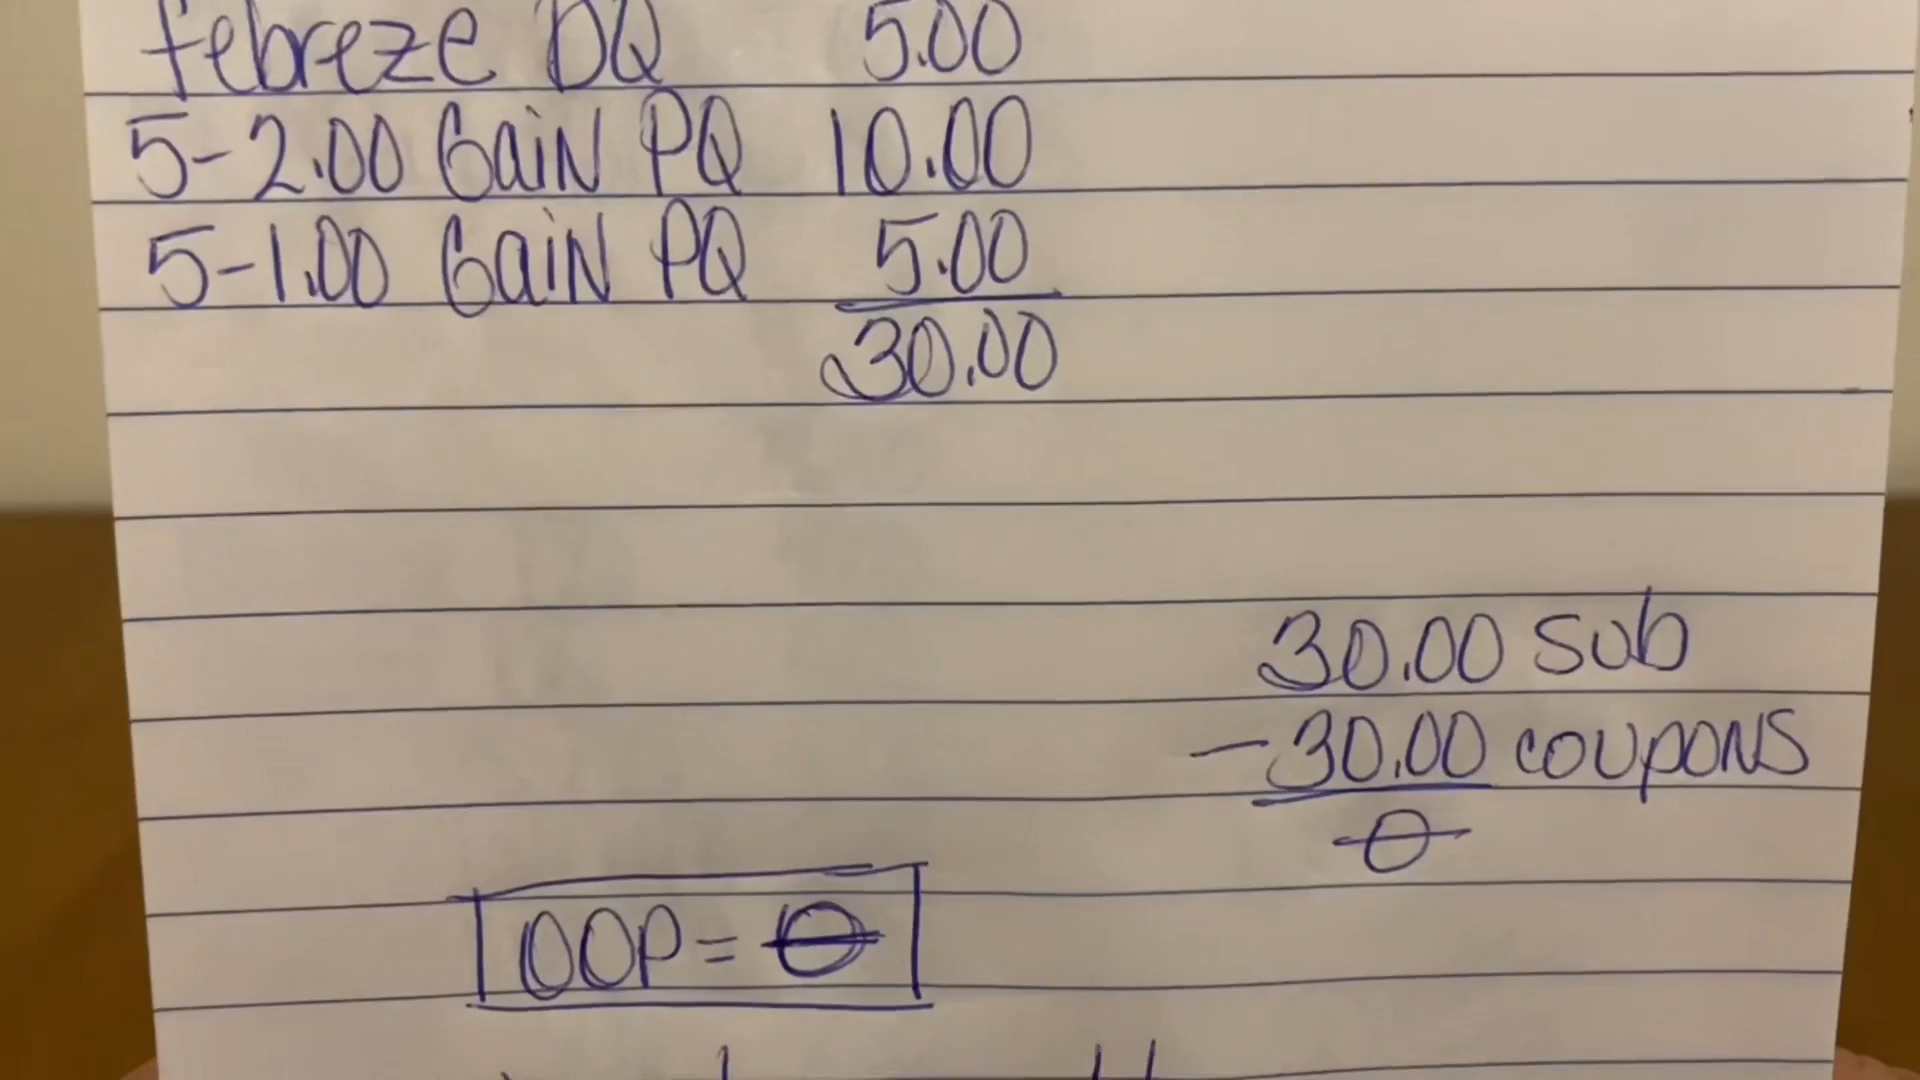 febreze DQ 5.00
5-2.00 Gain PQ 10.00
5-1.00 Gain PQ 5.00
30.00
30.00 sub
-30.00 coupons
0
OOP= 0